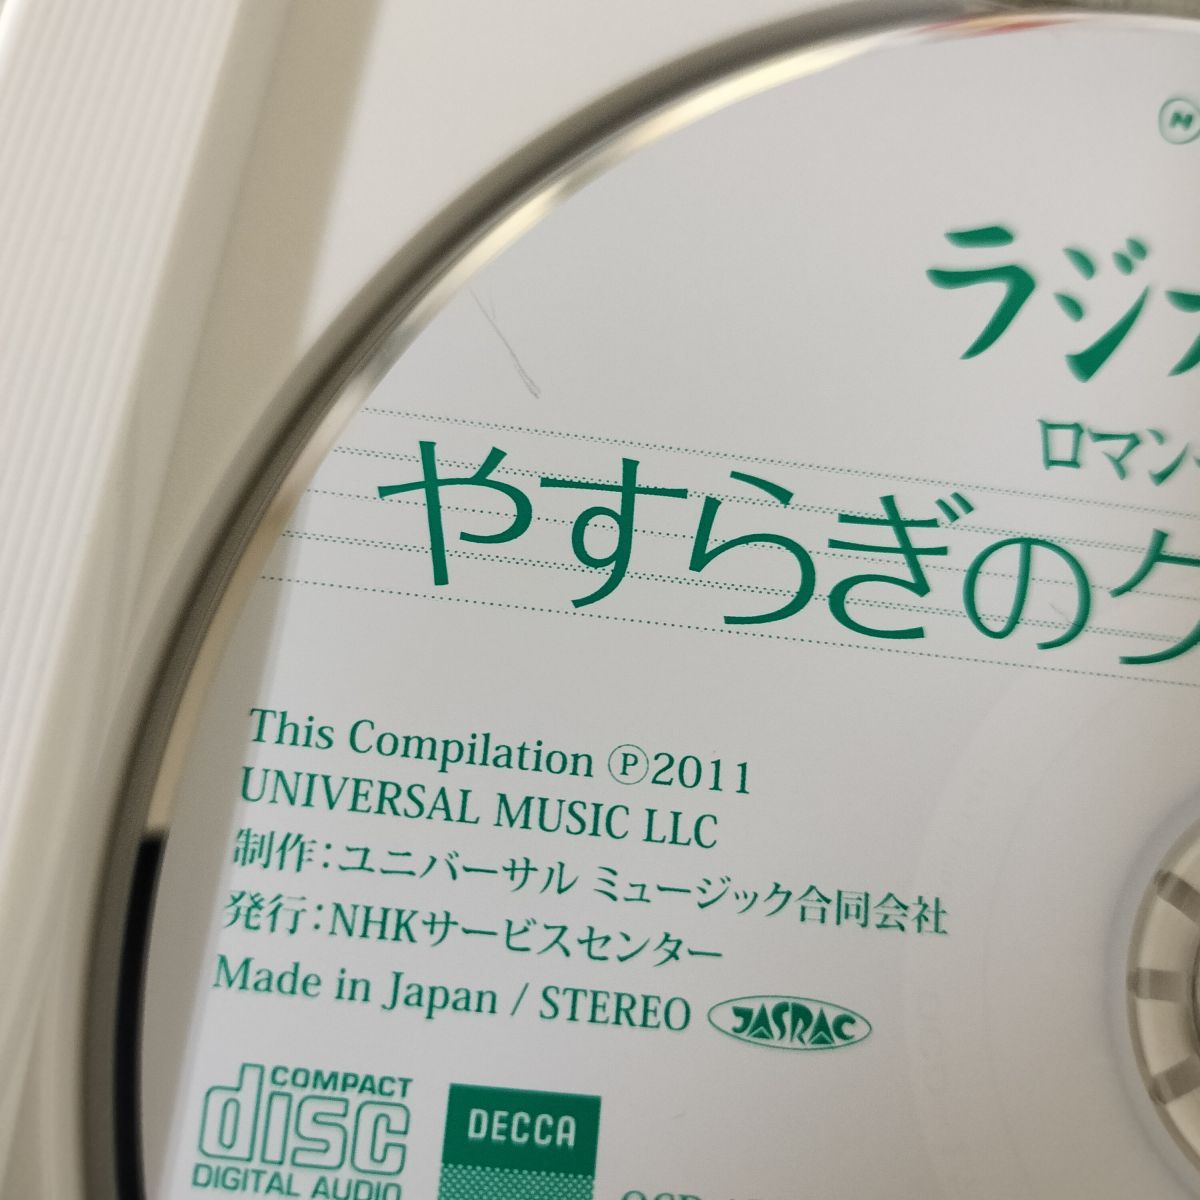 ラジ
ロマン
やすらぎのク
This Compilation Ⓟ2011
UNIVERSAL MUSIC LLC
制作：ユニバーサル ミュージック合同会社
発行：NHKサービスセンター
Made in Japan / STEREO JASRAC
COMPACT
disc
DIGITAL AUDIO
DECCA